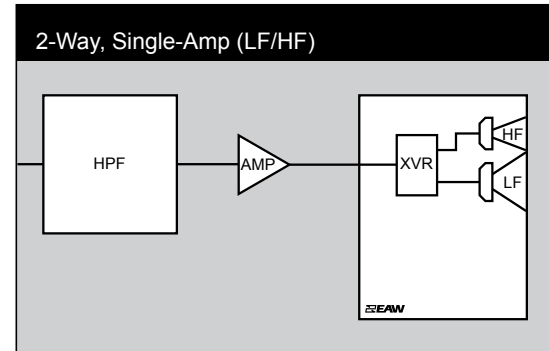 2-Way, Single-Amp (LF/HF)
HPF
AMP
XVR
HF
LF
EAW